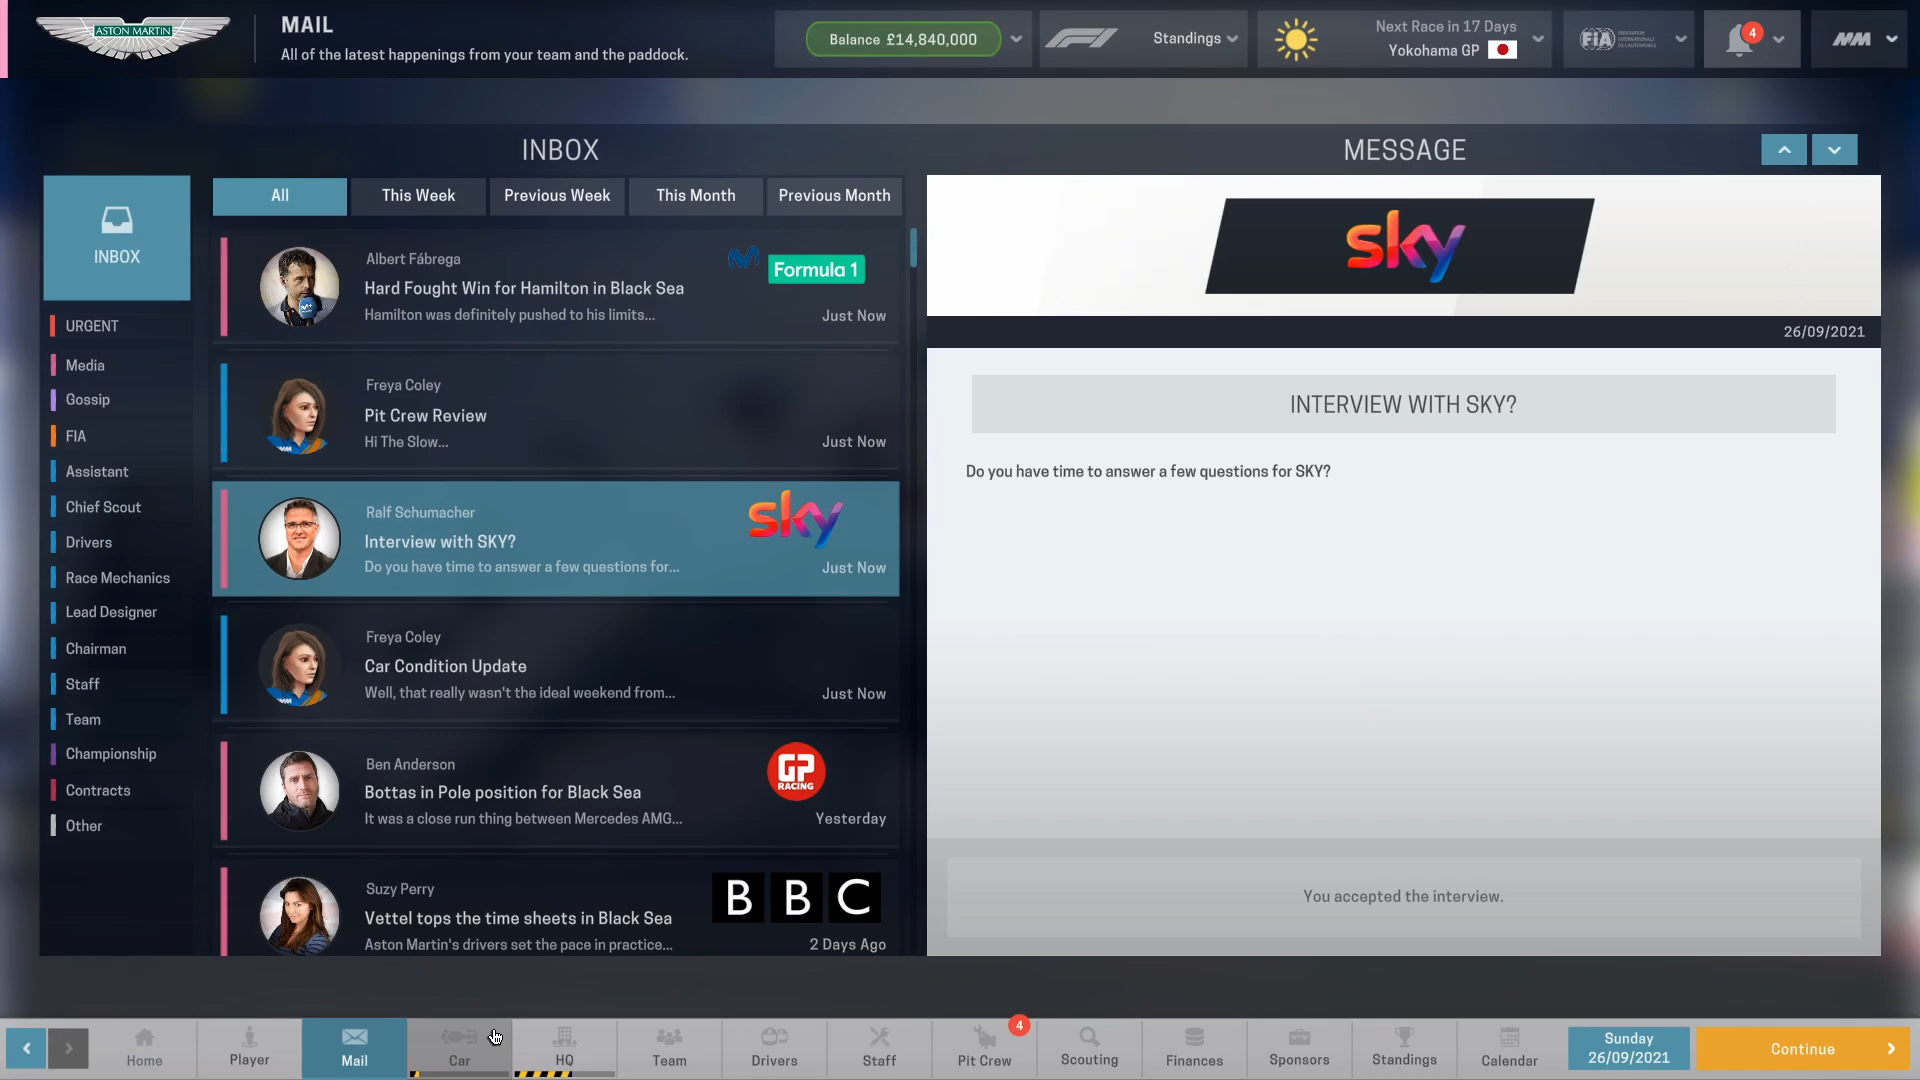 ASTON MARTIN
MAIL
All of the latest happenings from your team and the paddock.
Balance £14,840,000
Standings
Next Race in 17 Days
Yokohama GP
FiA
4
INBOX
MESSAGE
INBOX
All
This Week
Previous Week
This Month
Previous Month
URGENT
Media
Gossip
FIA
Assistant
Chief Scout
Drivers
Race Mechanics
Lead Designer
Chairman
Staff
Team
Championship
Contracts
Other
Albert Fábrega
Hard Fought Win for Hamilton in Black Sea
Hamilton was definitely pushed to his limits...
Formula 1
Just Now
Freya Coley
Pit Crew Review
Hi The Slow...
Just Now
Ralf Schumacher
Interview with SKY?
Do you have time to answer a few questions for...
sky
Just Now
Freya Coley
Car Condition Update
Well, that really wasn't the ideal weekend from...
Just Now
Ben Anderson
Bottas in Pole position for Black Sea
It was a close run thing between Mercedes AMG...
GP
RACING
Yesterday
Suzy Perry
Vettel tops the time sheets in Black Sea
Aston Martin's drivers set the pace in practice...
BBC
2 Days Ago
sky
26/09/2021
INTERVIEW WITH SKY?
Do you have time to answer a few questions for SKY?
You accepted the interview.
Home
Player
Mail
Car
HQ
Team
Drivers
Staff
4
Pit Crew
Scouting
Finances
Sponsors
Standings
Calendar
Sunday
26/09/2021
Continue